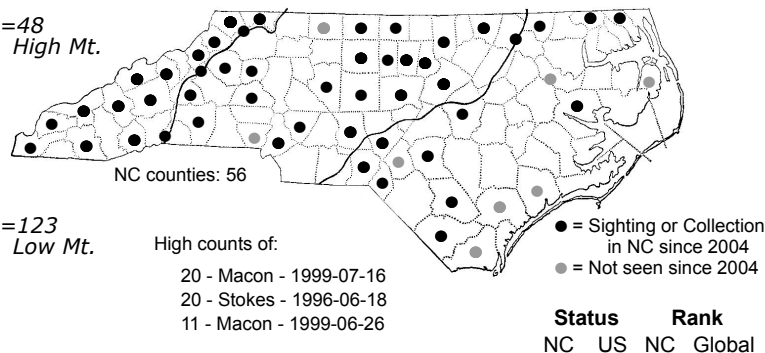 =48
High Mt.
NC counties: 56
=123
Low Mt.
High counts of:
20 - Macon - 1999-07-16
20 - Stokes - 1996-06-18
11 - Macon - 1999-06-26
= Sighting or Collection
in NC since 2004
= Not seen since 2004
Status Rank
NC US NC Global